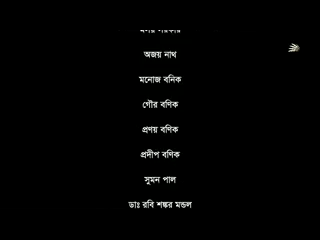 অজয় নাথ
মনোজ বনিক
গৌর বণিক
প্রণয় বণিক
প্রদীপ বণিক
সুমন পাল
ডাঃ রবি শঙ্কর মন্ডল